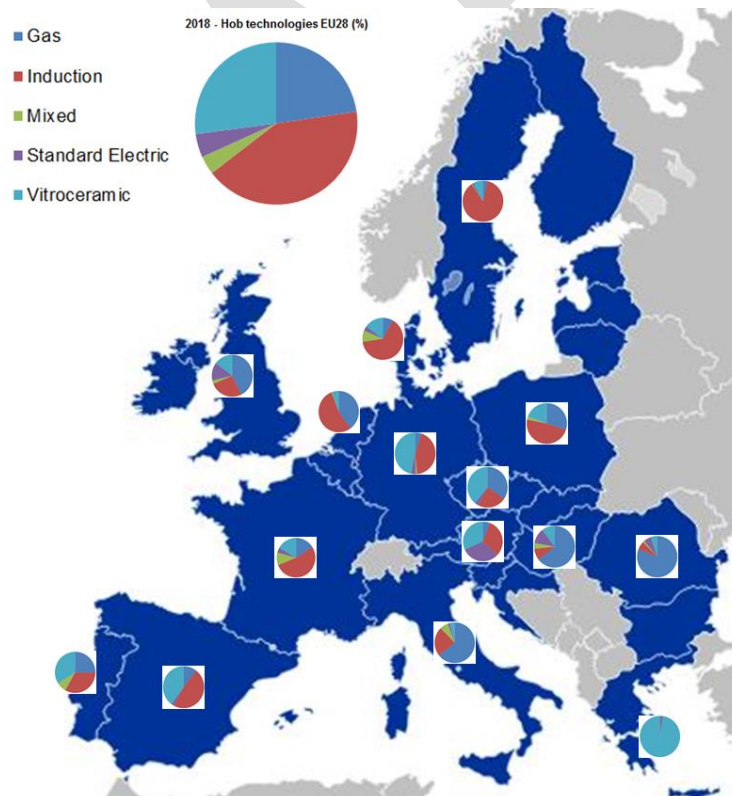 2018 - Hob technologies EU28 (%)
Gas
Induction
Mixed
Standard Electric
Vitroceramic